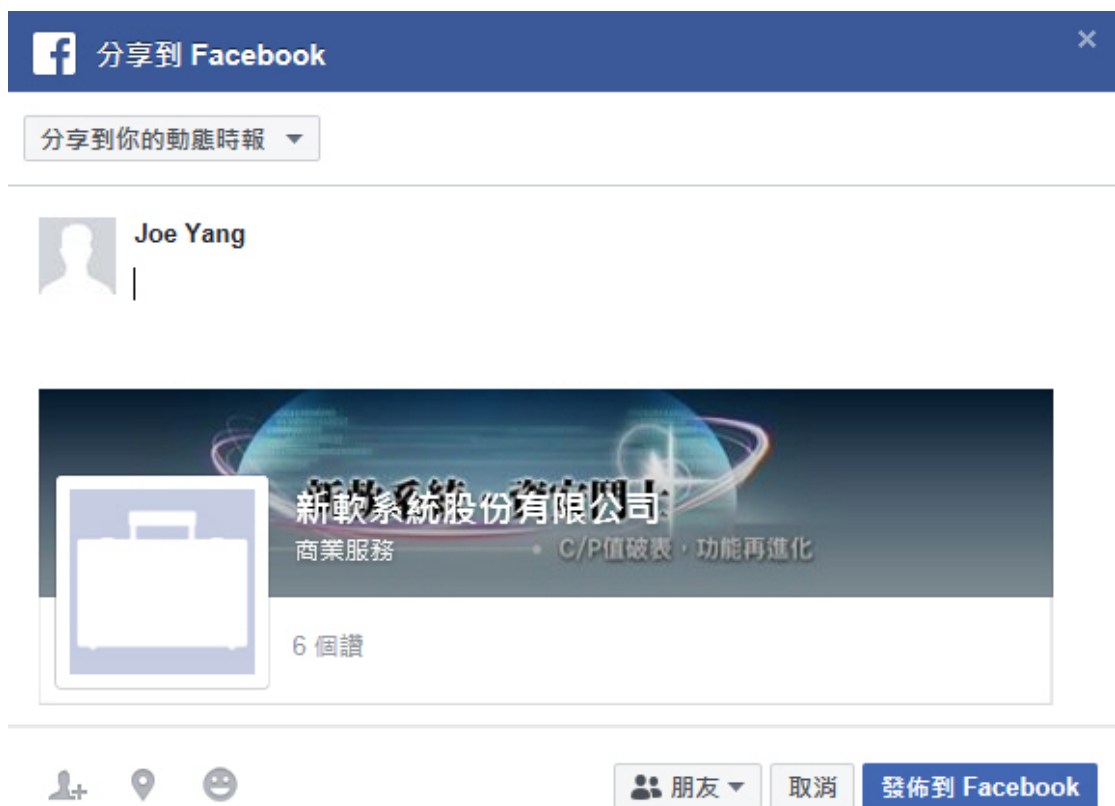 分享到 Facebook
分享到你的動態時報
Joe Yang
新軟系統股份有限公司
商業服務
C/P值破表・功能再進化
6 個讚
朋友
取消
發佈到 Facebook